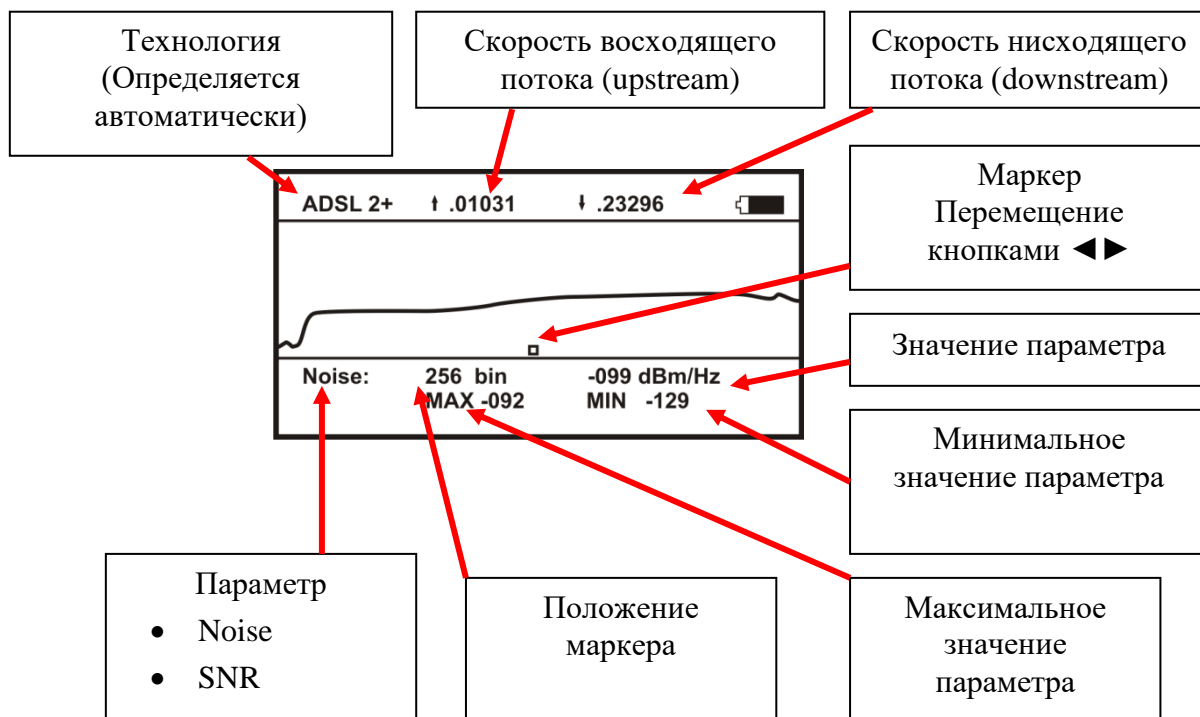 Технология
(Определяется
автоматически)
Скорость восходящего
потока (upstream)
Скорость нисходящего
потока (downstream)
Маркер
Перемещение
кнопками ◄►
ADSL 2+ .01031 .23296
Noise: 256 bin -099 dBm/Hz
MAX -092 MIN -129
Значение параметра
Минимальное
значение параметра
Параметр
• Noise
• SNR
Положение
маркера
Максимальное
значение
параметра